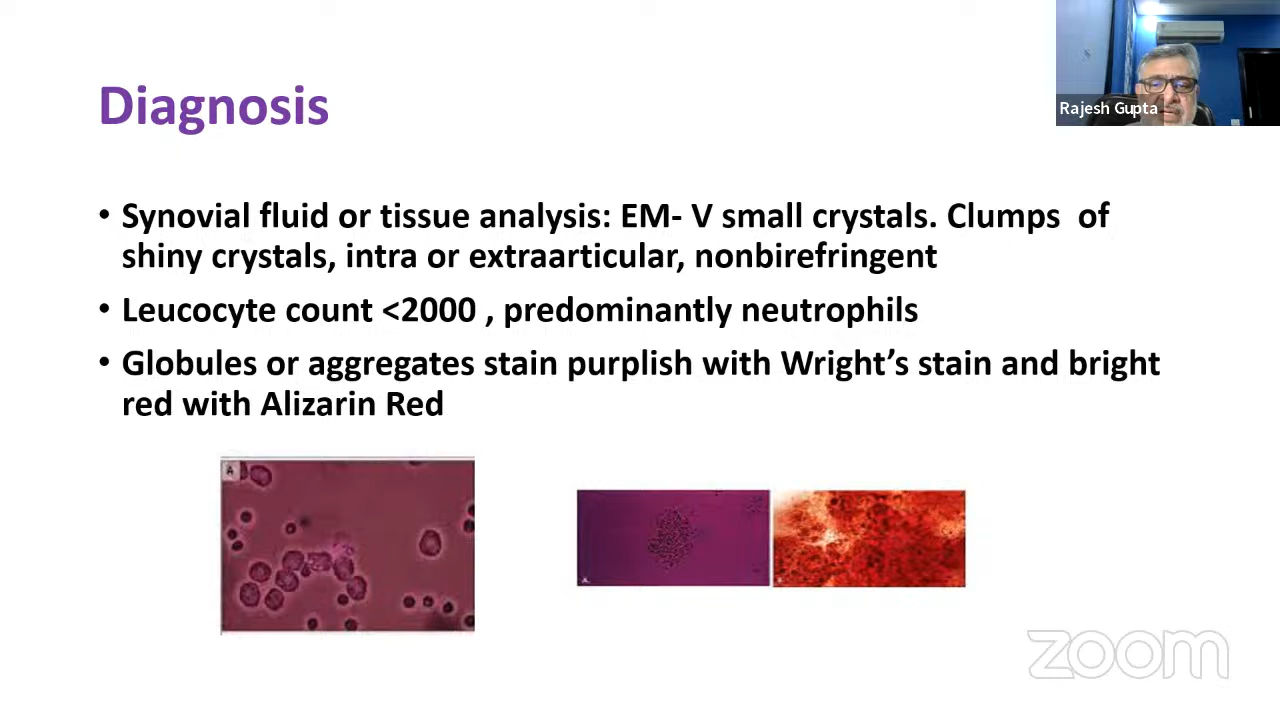 Diagnosis
Rajesh Gupta
• Synovial fluid or tissue analysis: EM- V small crystals. Clumps of
shiny crystals, intra or extraarticular, nonbirefringent
• Leucocyte count <2000 , predominantly neutrophils
• Globules or aggregates stain purplish with Wright’s stain and bright
red with Alizarin Red
A
zoom